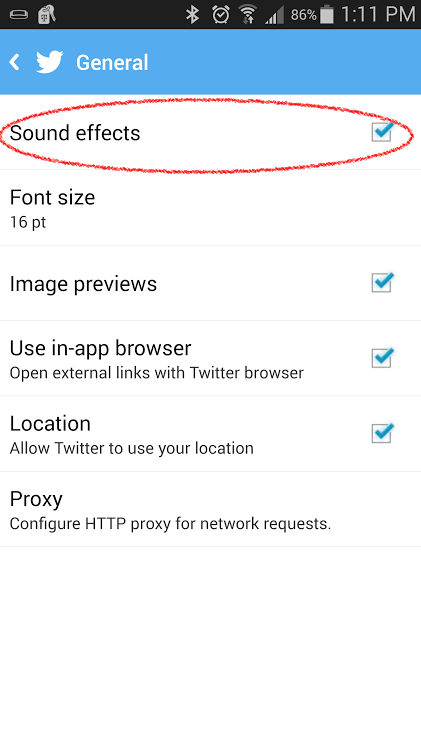 86% 1:11 PM
General
Sound effects
Font size
16 pt
Image previews
Use in-app browser
Open external links with Twitter browser
Location
Allow Twitter to use your location
Proxy
Configure HTTP proxy for network requests.